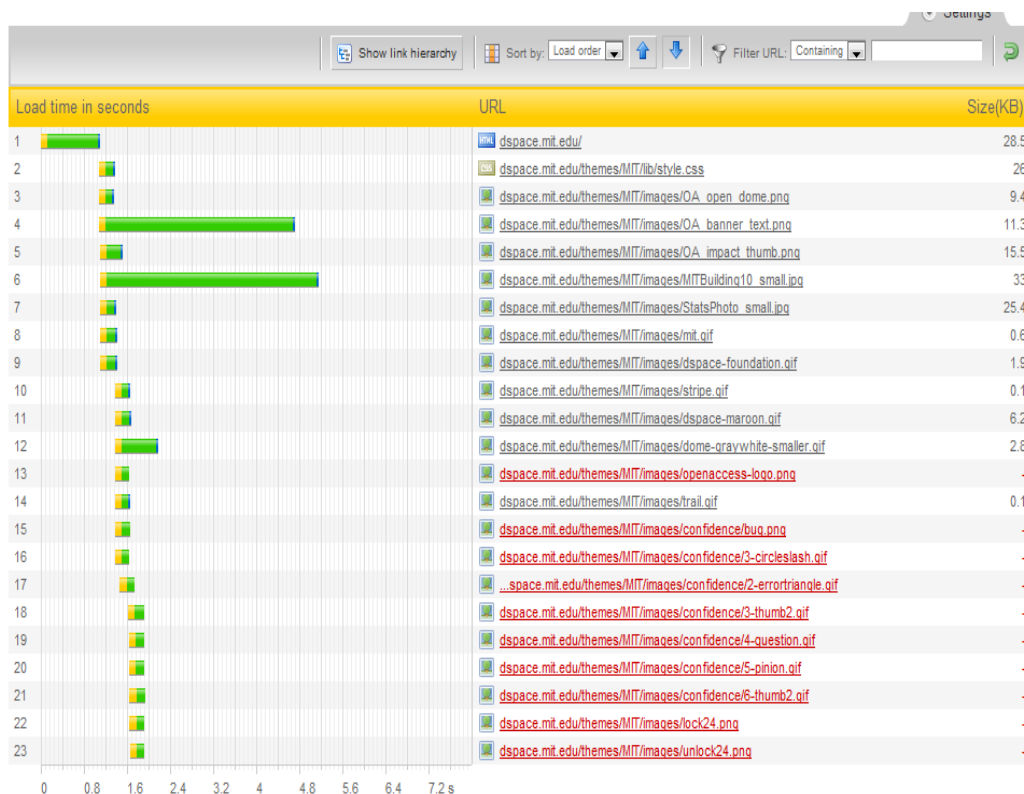 Settings
Show link hierarchy Sort by: Load order Filter URL: Containing
Load time in seconds URL Size(KB)
1 HTML dspace.mit.edu/ 28.5
2 CSS dspace.mit.edu/themes/MIT/lib/style.css 26
3 dspace.mit.edu/themes/MIT/images/OA_open_dome.png 9.4
4 dspace.mit.edu/themes/MIT/images/OA_banner_text.png 11.3
5 dspace.mit.edu/themes/MIT/images/OA_impact_thumb.png 15.5
6 dspace.mit.edu/themes/MIT/images/MITBuilding10_small.jpg 33
7 dspace.mit.edu/themes/MIT/images/StatsPhoto_small.jpg 25.4
8 dspace.mit.edu/themes/MIT/images/mit.gif 0.6
9 dspace.mit.edu/themes/MIT/images/dspace-foundation.gif 1.9
10 dspace.mit.edu/themes/MIT/images/stripe.gif 0.1
11 dspace.mit.edu/themes/MIT/images/dspace-maroon.gif 6.2
12 dspace.mit.edu/themes/MIT/images/dome-graywhite-smaller.gif 2.8
13 dspace.mit.edu/themes/MIT/images/openaccess-logo.png -
14 dspace.mit.edu/themes/MIT/images/trail.gif 0.1
15 dspace.mit.edu/themes/MIT/images/confidence/bug.png -
16 dspace.mit.edu/themes/MIT/images/confidence/3-circleslash.gif -
17 ...space.mit.edu/themes/MIT/images/confidence/2-errortriangle.gif -
18 dspace.mit.edu/themes/MIT/images/confidence/3-thumb2.gif -
19 dspace.mit.edu/themes/MIT/images/confidence/4-question.gif -
20 dspace.mit.edu/themes/MIT/images/confidence/5-pinion.gif -
21 dspace.mit.edu/themes/MIT/images/confidence/6-thumb2.gif -
22 dspace.mit.edu/themes/MIT/images/lock24.png -
23 dspace.mit.edu/themes/MIT/images/unlock24.png -
0 0.8 1.6 2.4 3.2 4 4.8 5.6 6.4 7.2 s